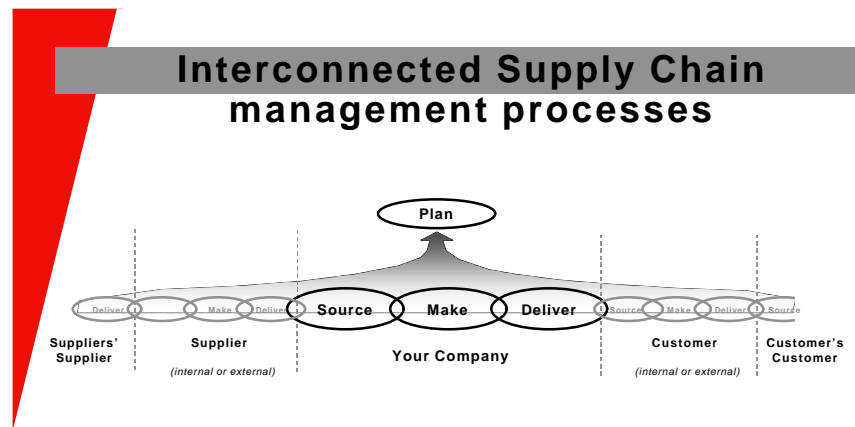 Interconnected Supply Chain
management processes
Plan
Deliver Make Deliver Source Make Deliver Source Make Deliver Source
Suppliers’ Supplier Customer Customer’s
Supplier Your Company Customer
(internal or external) (internal or external)